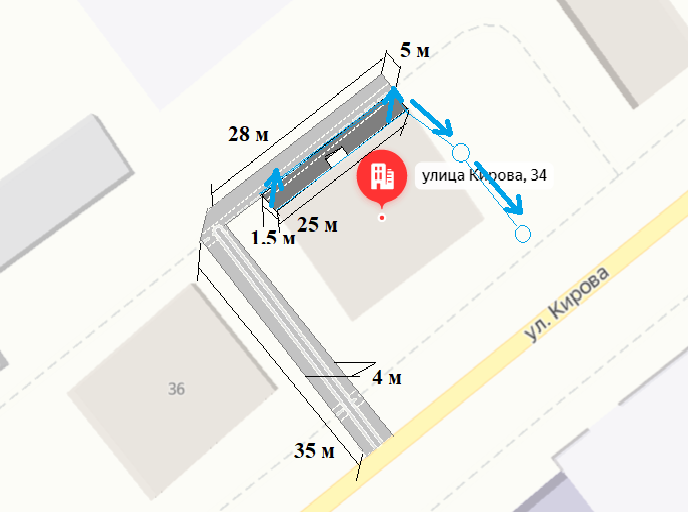 5 м
28 м
улица Кирова, 34
25 м
1.5 м
ул. Кирова
36
4 м
35 м